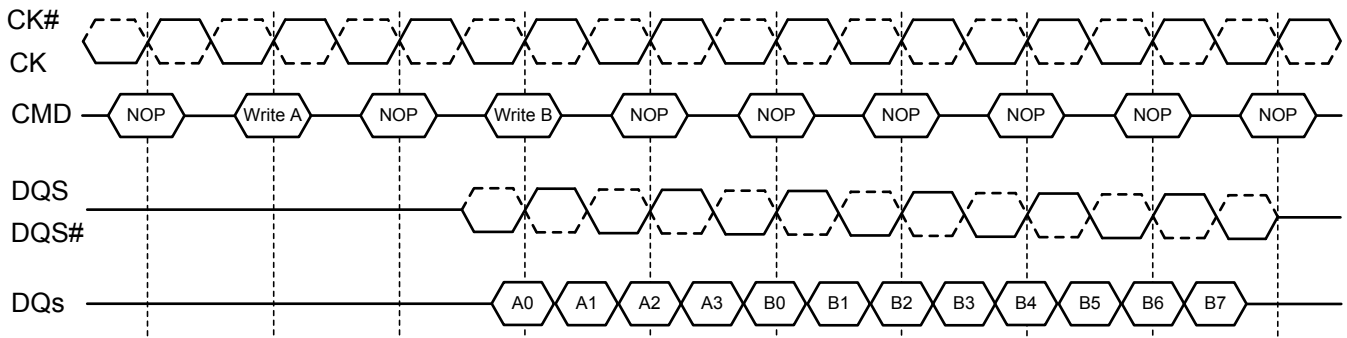 CK#
CK
CMD NOP Write A NOP Write B NOP NOP NOP NOP NOP NOP
DQS
DQS#
DQs A0 A1 A2 A3 B0 B1 B2 B3 B4 B5 B6 B7